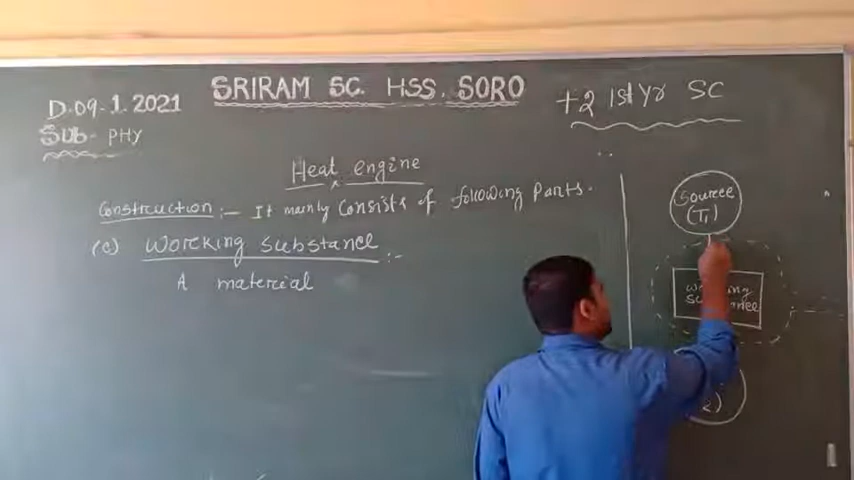 SRIRAM SC. HSS. SORO
D.09.1.2021
SUB- PHY
+2 1st Yr SC
Heat engine
Construction :- It mainly consists of following parts.
(c) Working substance :-
A material
Source
(T1)